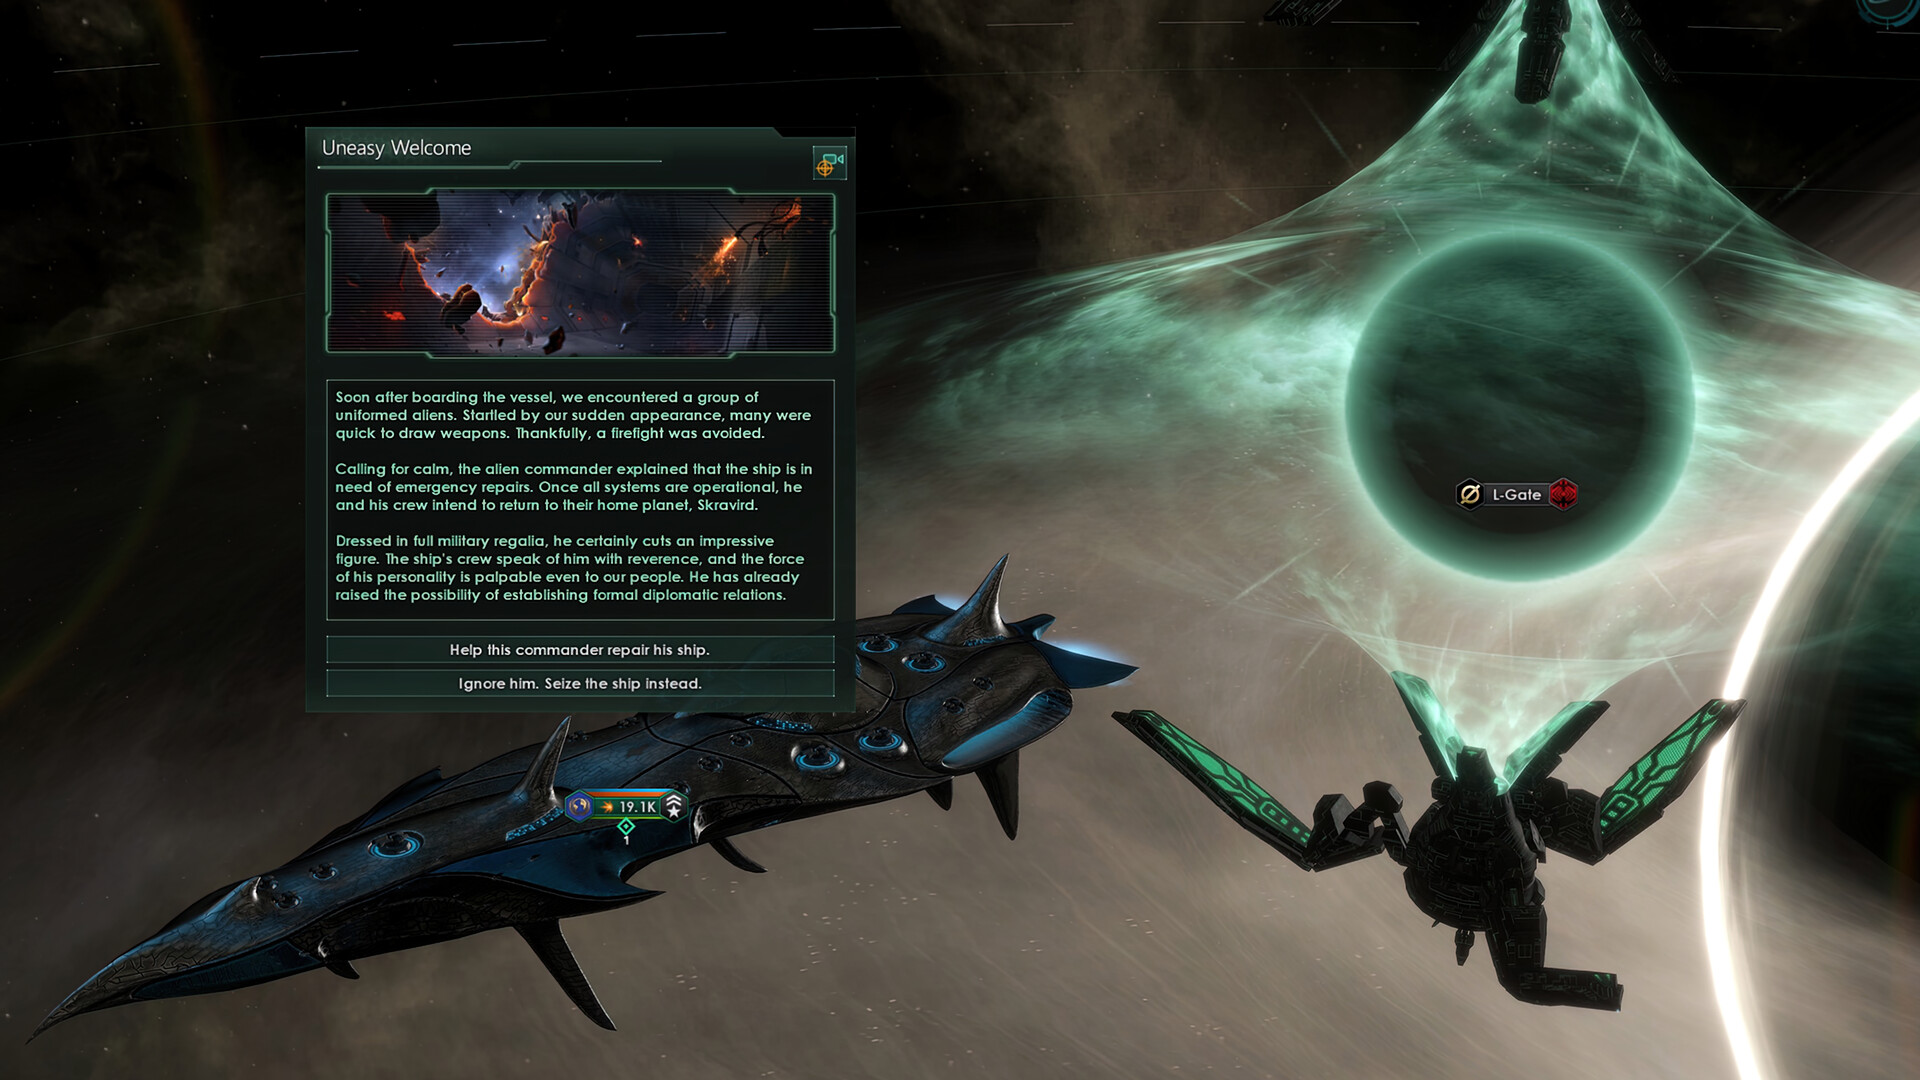 Uneasy Welcome
Soon after boarding the vessel, we encountered a group of
uniformed aliens. Startled by our sudden appearance, many were
quick to draw weapons. Thankfully, a firefight was avoided.
Calling for calm, the alien commander explained that the ship is in
need of emergency repairs. Once all systems are operational, he
and his crew intend to return to their home planet, Skravird.
Dressed in full military regalia, he certainly cuts an impressive
figure. The ship's crew speak of him with reverence, and the force
of his personality is palpable even to our people. He has already
raised the possibility of establishing formal diplomatic relations.
Help this commander repair his ship.
Ignore him. Seize the ship instead.
L-Gate
19.1K
1